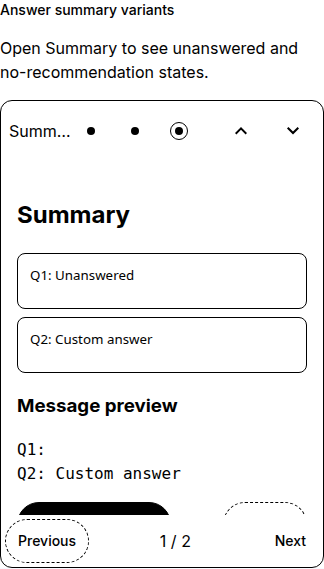 Answer summary variants
Open Summary to see unanswered and
no-recommendation states.
Summ...
Summary
Q1: Unanswered
Q2: Custom answer
Message preview
Q1:
Q2: Custom answer
Previous
1 / 2
Next